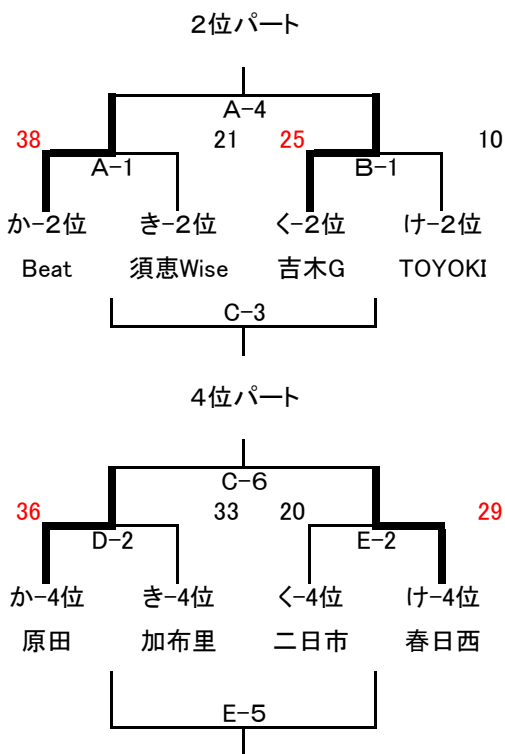 ２位パート
A-4
38 21 25 10
A-1 B-1
か-2位 き-2位 く-2位 け-2位
Beat 須恵Wise 吉木G TOYOKI
C-3
４位パート
C-6
36 33 20 29
D-2 E-2
か-4位 き-4位 く-4位 け-4位
原田 加布里 二日市 春日西
E-5